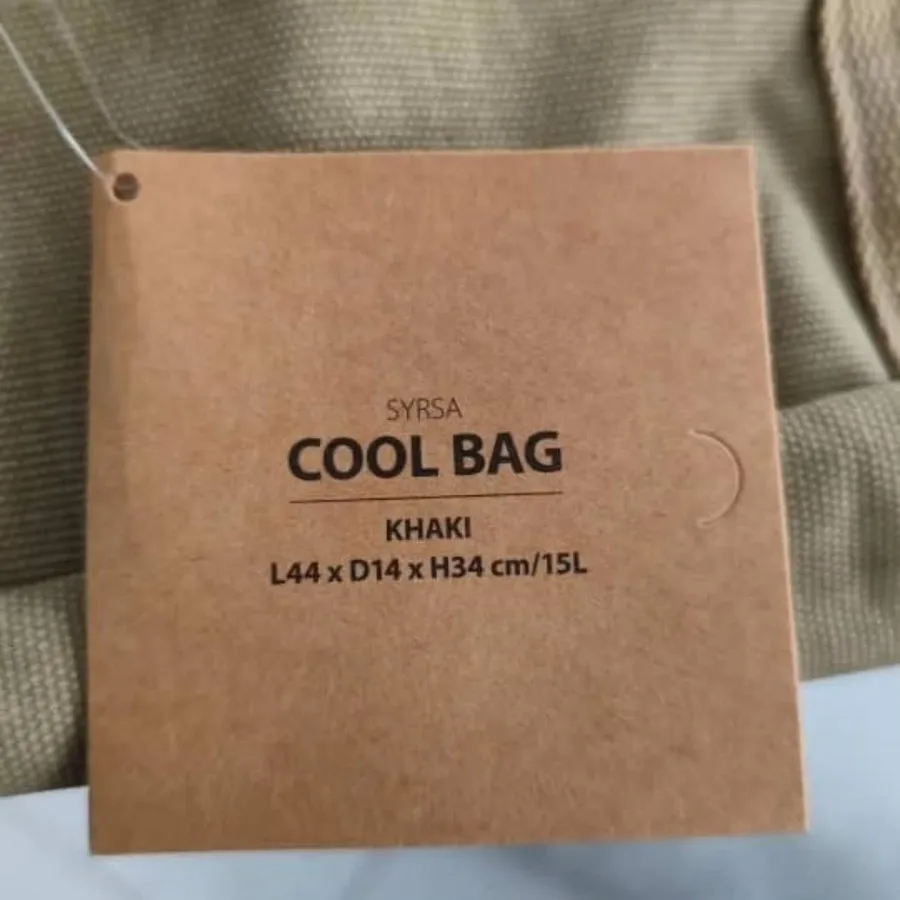 SYRSA
COOL BAG
KHAKI
L44 x D14 x H34 cm/15L